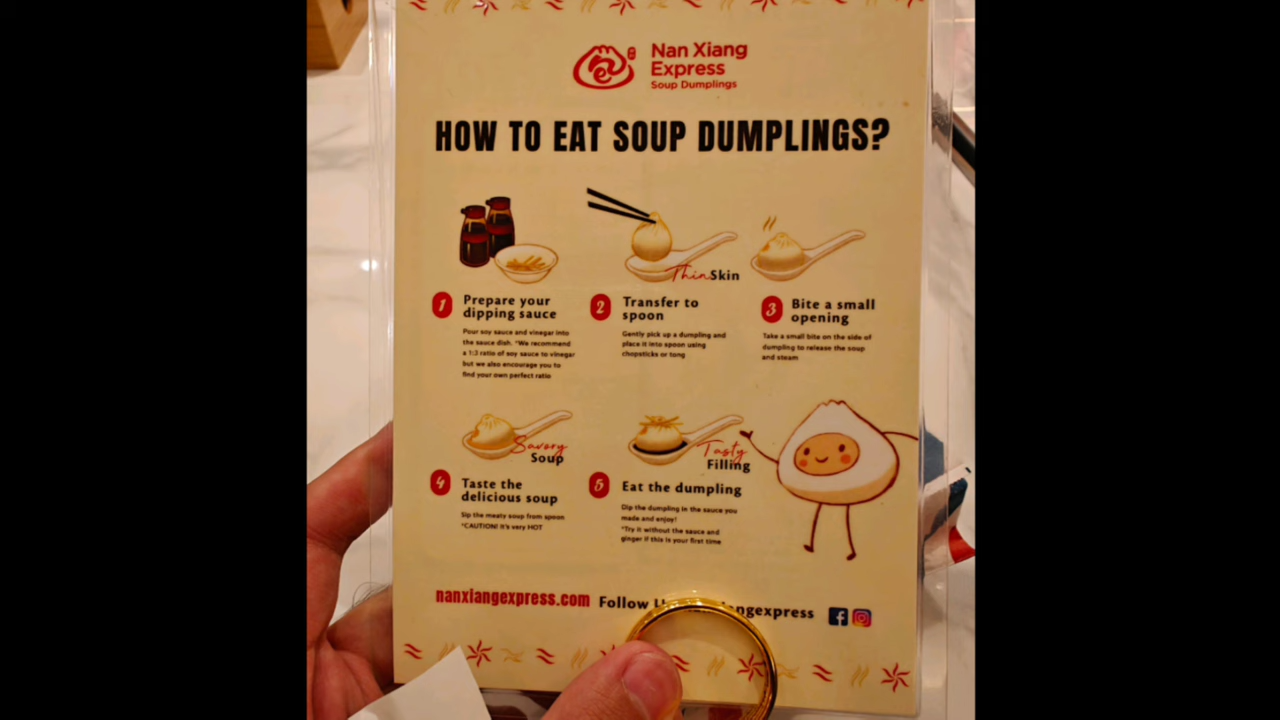 Nan Xiang
Express
Soup Dumplings
HOW TO EAT SOUP DUMPLINGS?
Thin Skin
1 Prepare your
dipping sauce
Pour soy sauce and vinegar into
the sauce dish. *We recommend
a 1:3 ratio of soy sauce to vinegar
but we also encourage you to
find your own perfect ratio
2 Transfer to
spoon
Gently pick up a dumpling and
place it into spoon using
chopsticks or tong
3 Bite a small
opening
Take a small bite on the side of
dumpling to release the soup
and steam
Savory
Soup
4 Taste the
delicious soup
Sip the meaty soup from spoon
*CAUTION! It's very HOT
Tasty
Filling
5 Eat the dumpling
Dip the dumpling in the sauce you
made and enjoy!
*Try it without the sauce and
ginger if this is your first time
nanxiangexpress.com Follow iangexpress